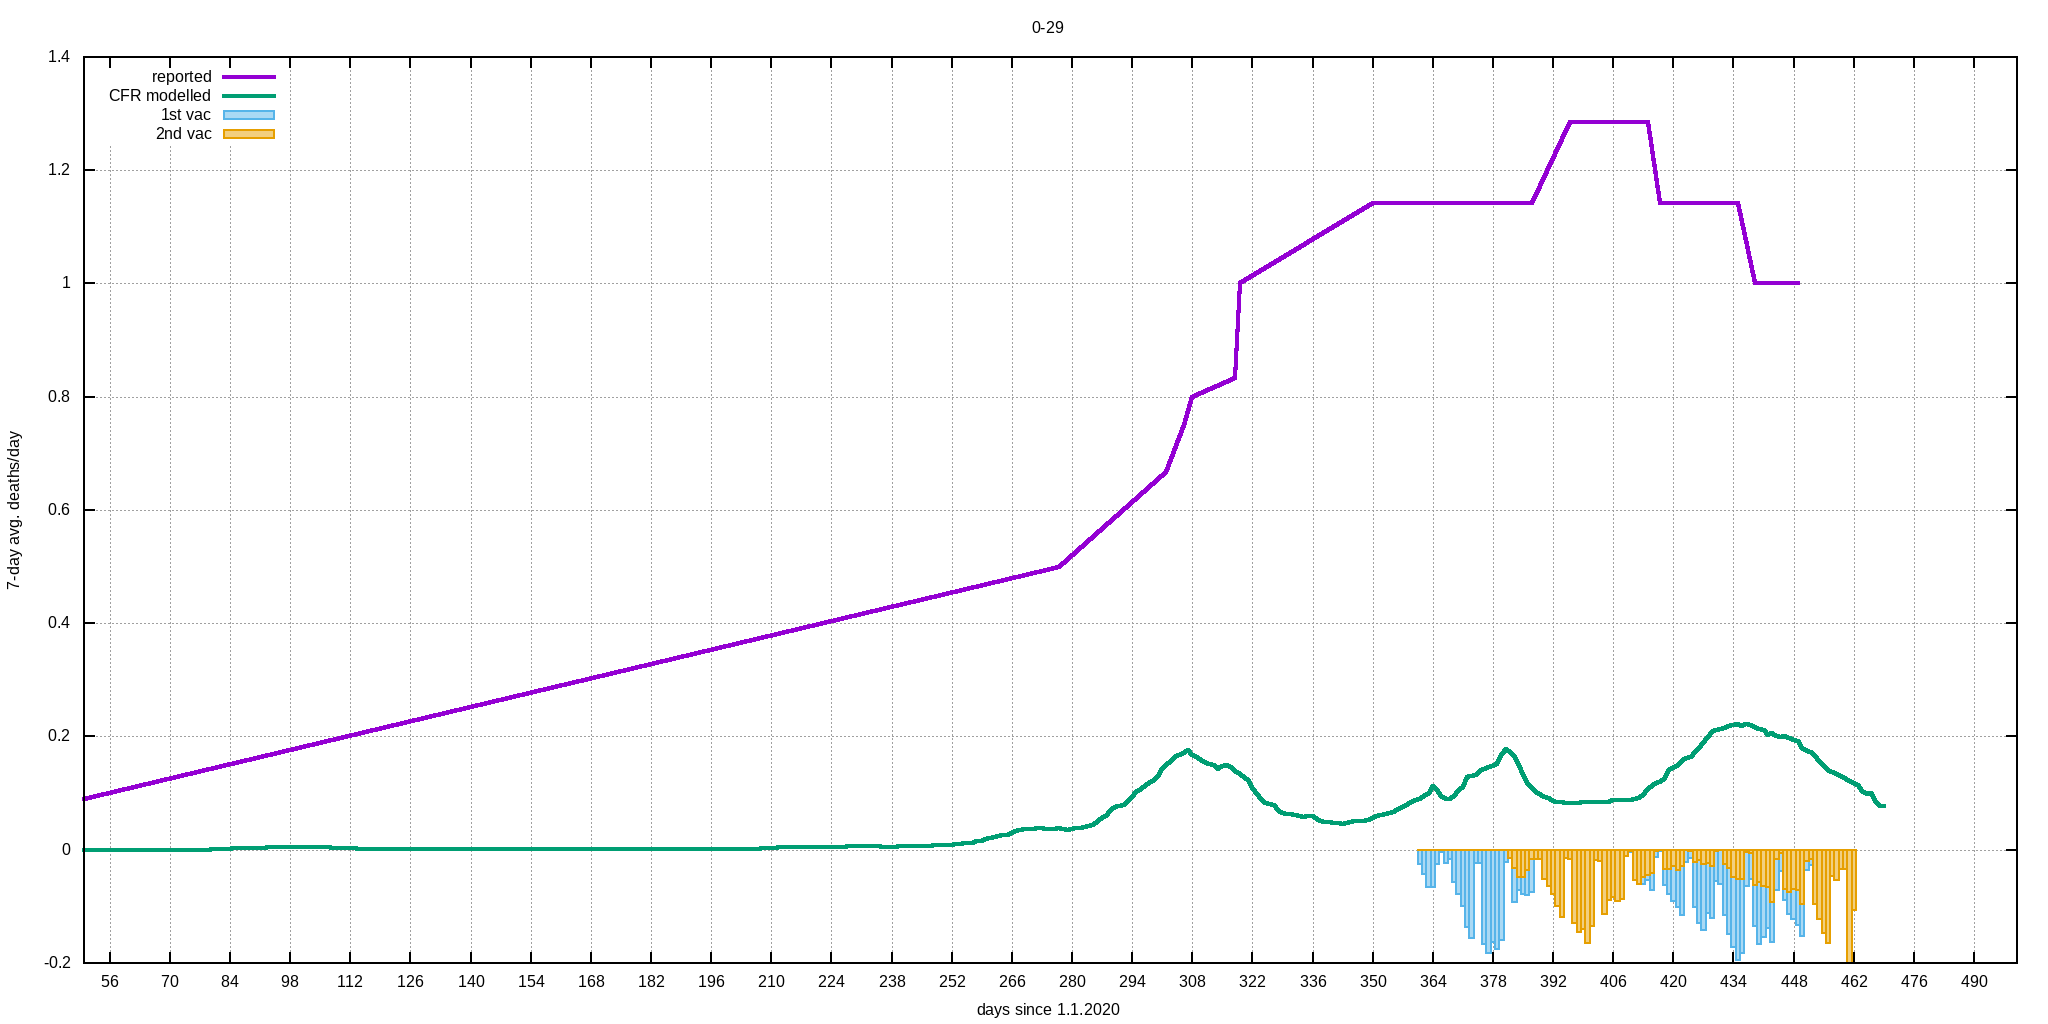 0-29
reported
CFR modelled
1st vac
2nd vac
1.4
1.2
1
0.8
0.6
0.4
0.2
0
-0.2
7-day avg. deaths/day
56 70 84 98 112 126 140 154 168 182 196 210 224 238 252 266 280 294 308 322 336 350 364 378 392 406 420 434 448 462 476 490
days since 1.1.2020